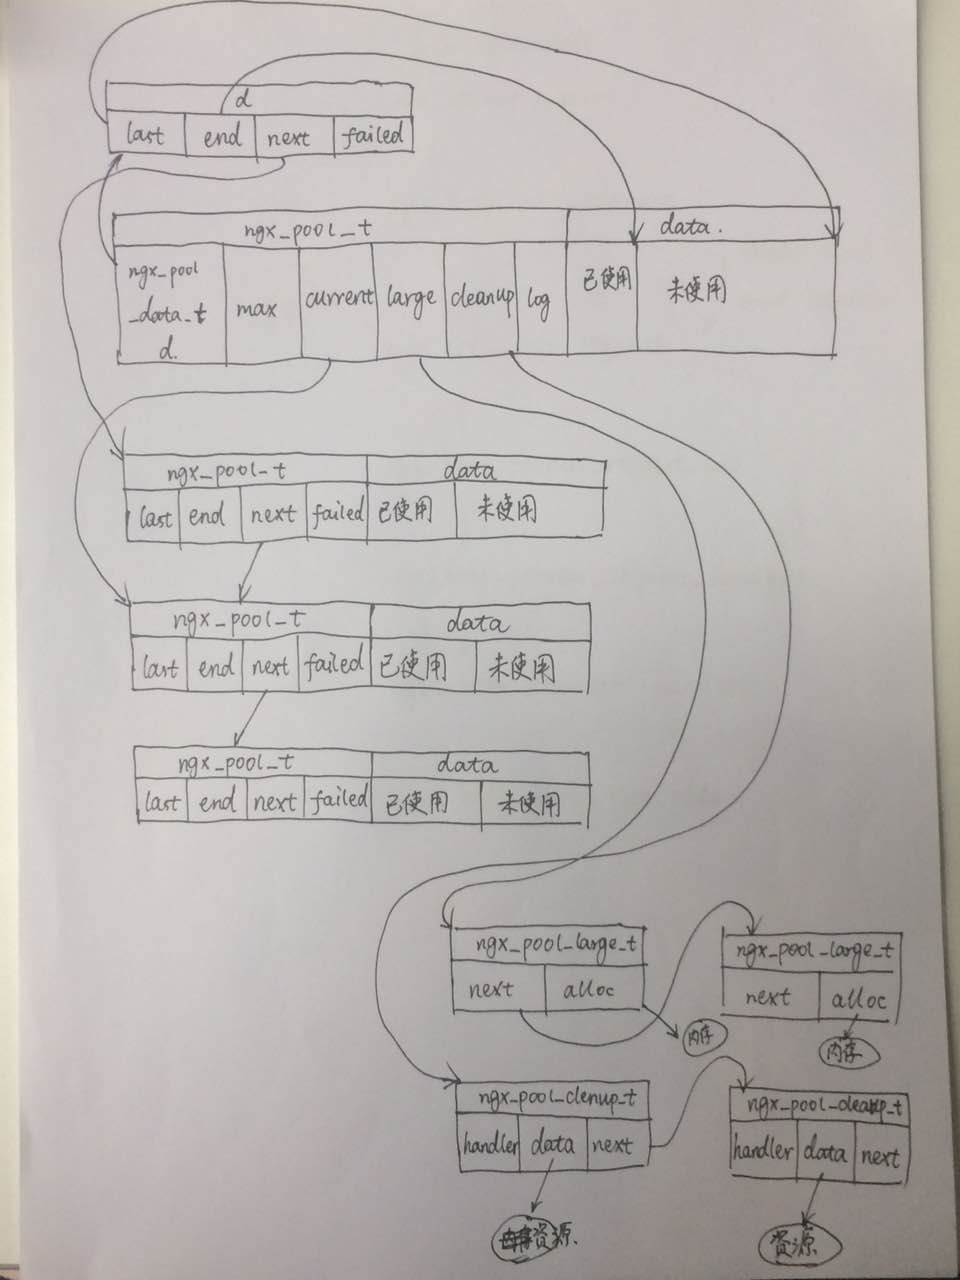 d
last end next failed
ngx_pool_t data.
ngx_pool_data_t d. max current large cleanup log 已使用 未使用
ngx_pool_t data
last end next failed 已使用 未使用
ngx_pool_t data
last end next failed 已使用 未使用
ngx_pool_t data
last end next failed 已使用 未使用
ngx_pool_large_t ngx_pool_large_t
next alloc next alloc
内存 内存
ngx_pool_clenup_t ngx_pool_cleanup_t
handler data next handler data next
资源 资源